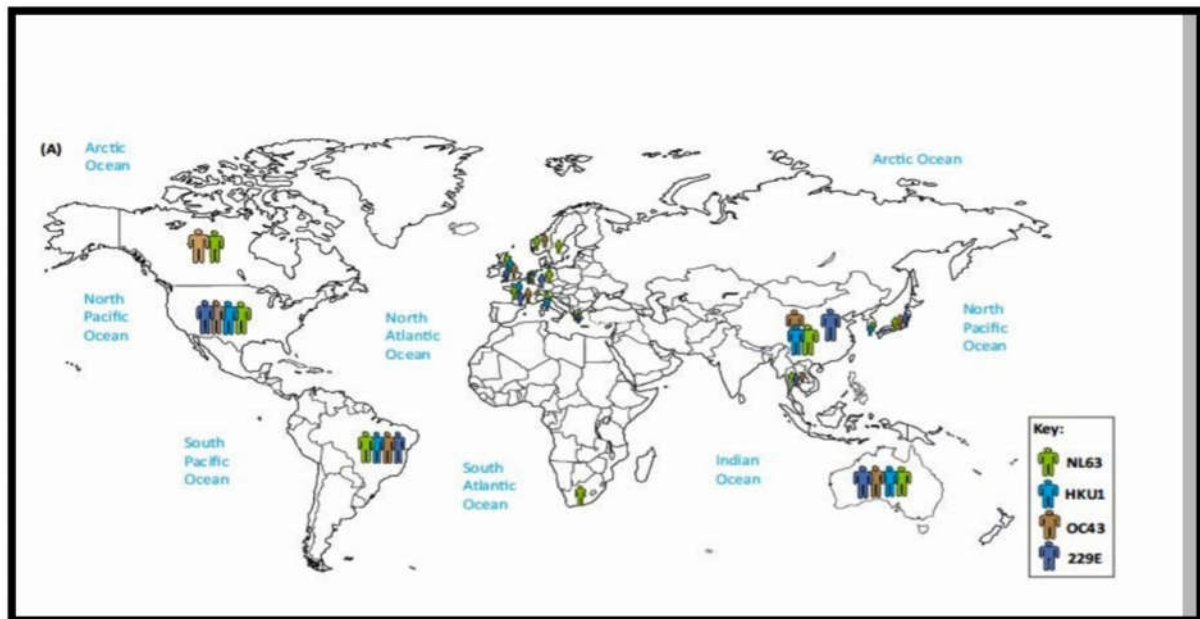 (A)
Arctic
Ocean
Arctic Ocean
North
Pacific
Ocean
North
Atlantic
Ocean
North
Pacific
Ocean
South
Pacific
Ocean
South
Atlantic
Ocean
Indian
Ocean
Key:
NL63
HKU1
OC43
229E